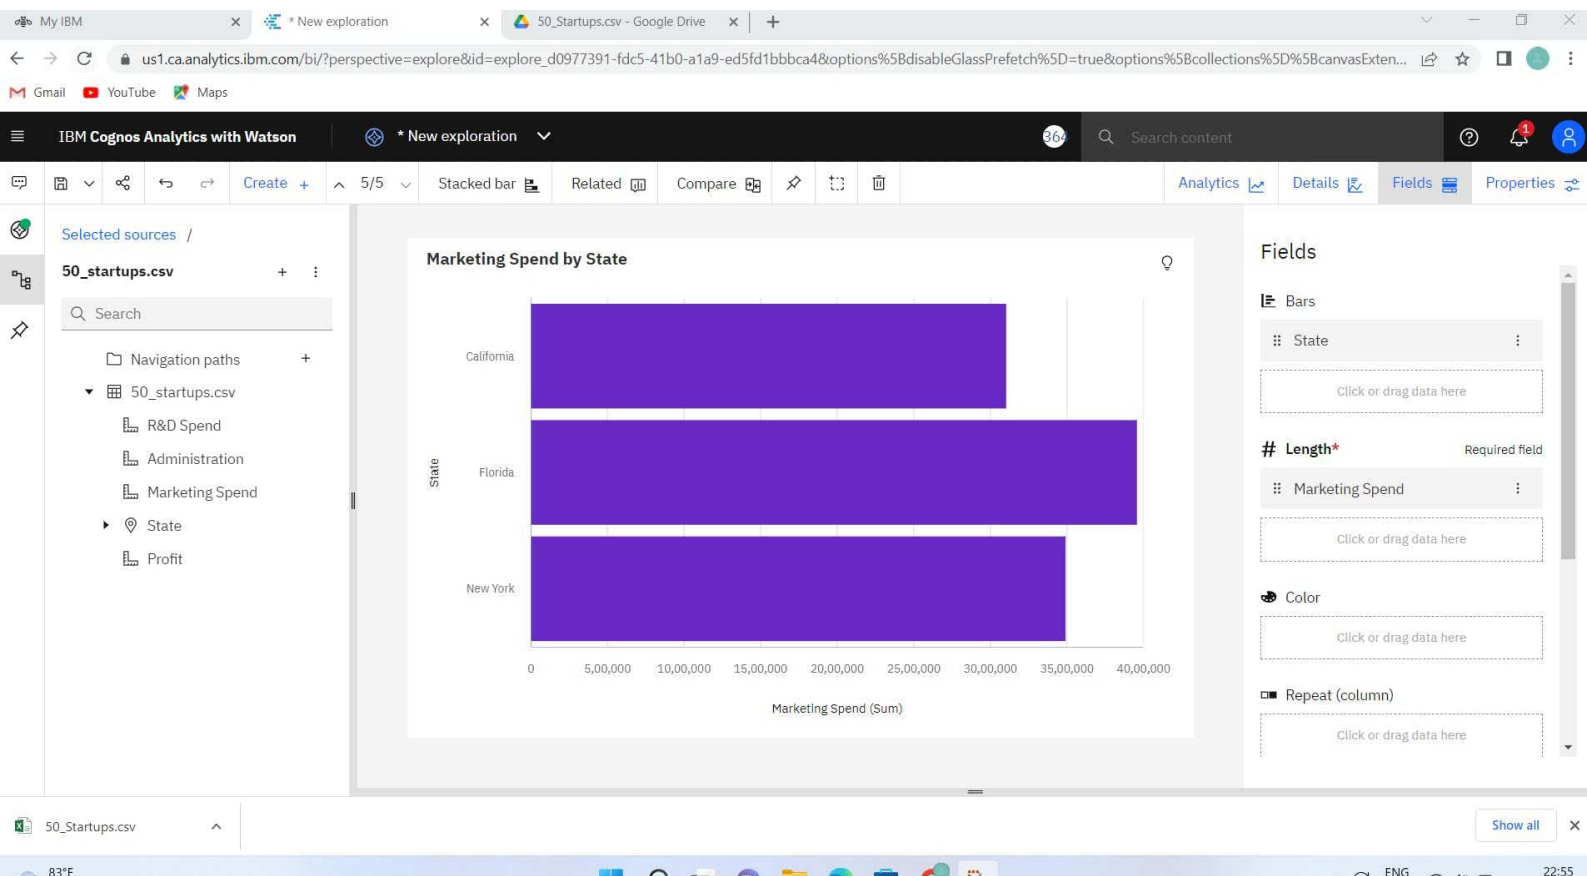 My IBM
* New exploration
50_Startups.csv - Google Drive
us1.ca.analytics.ibm.com/bi/?perspective=explore&id=explore_d0977391-fdc5-41b0-a1a9-ed5fd1bbbca4&options%5BdisableGlassPrefetch%5D=true&options%5Bcollections%5D%5BcanvasExten...
Gmail YouTube Maps
IBM Cognos Analytics with Watson
* New exploration
364
Search content
1
Create + 5/5 Stacked bar Related Compare
Analytics Details Fields Properties
Selected sources /
50_startups.csv
Search
Navigation paths
50_startups.csv
R&D Spend
Administration
Marketing Spend
State
Profit
Marketing Spend by State
State
California
Florida
New York
0 5,00,000 10,00,000 15,00,000 20,00,000 25,00,000 30,00,000 35,00,000 40,00,000
Marketing Spend (Sum)
Fields
Bars
State
Click or drag data here
# Length* Required field
Marketing Spend
Click or drag data here
Color
Click or drag data here
Repeat (column)
Click or drag data here
50_Startups.csv
Show all
83°F
ENG
22:55